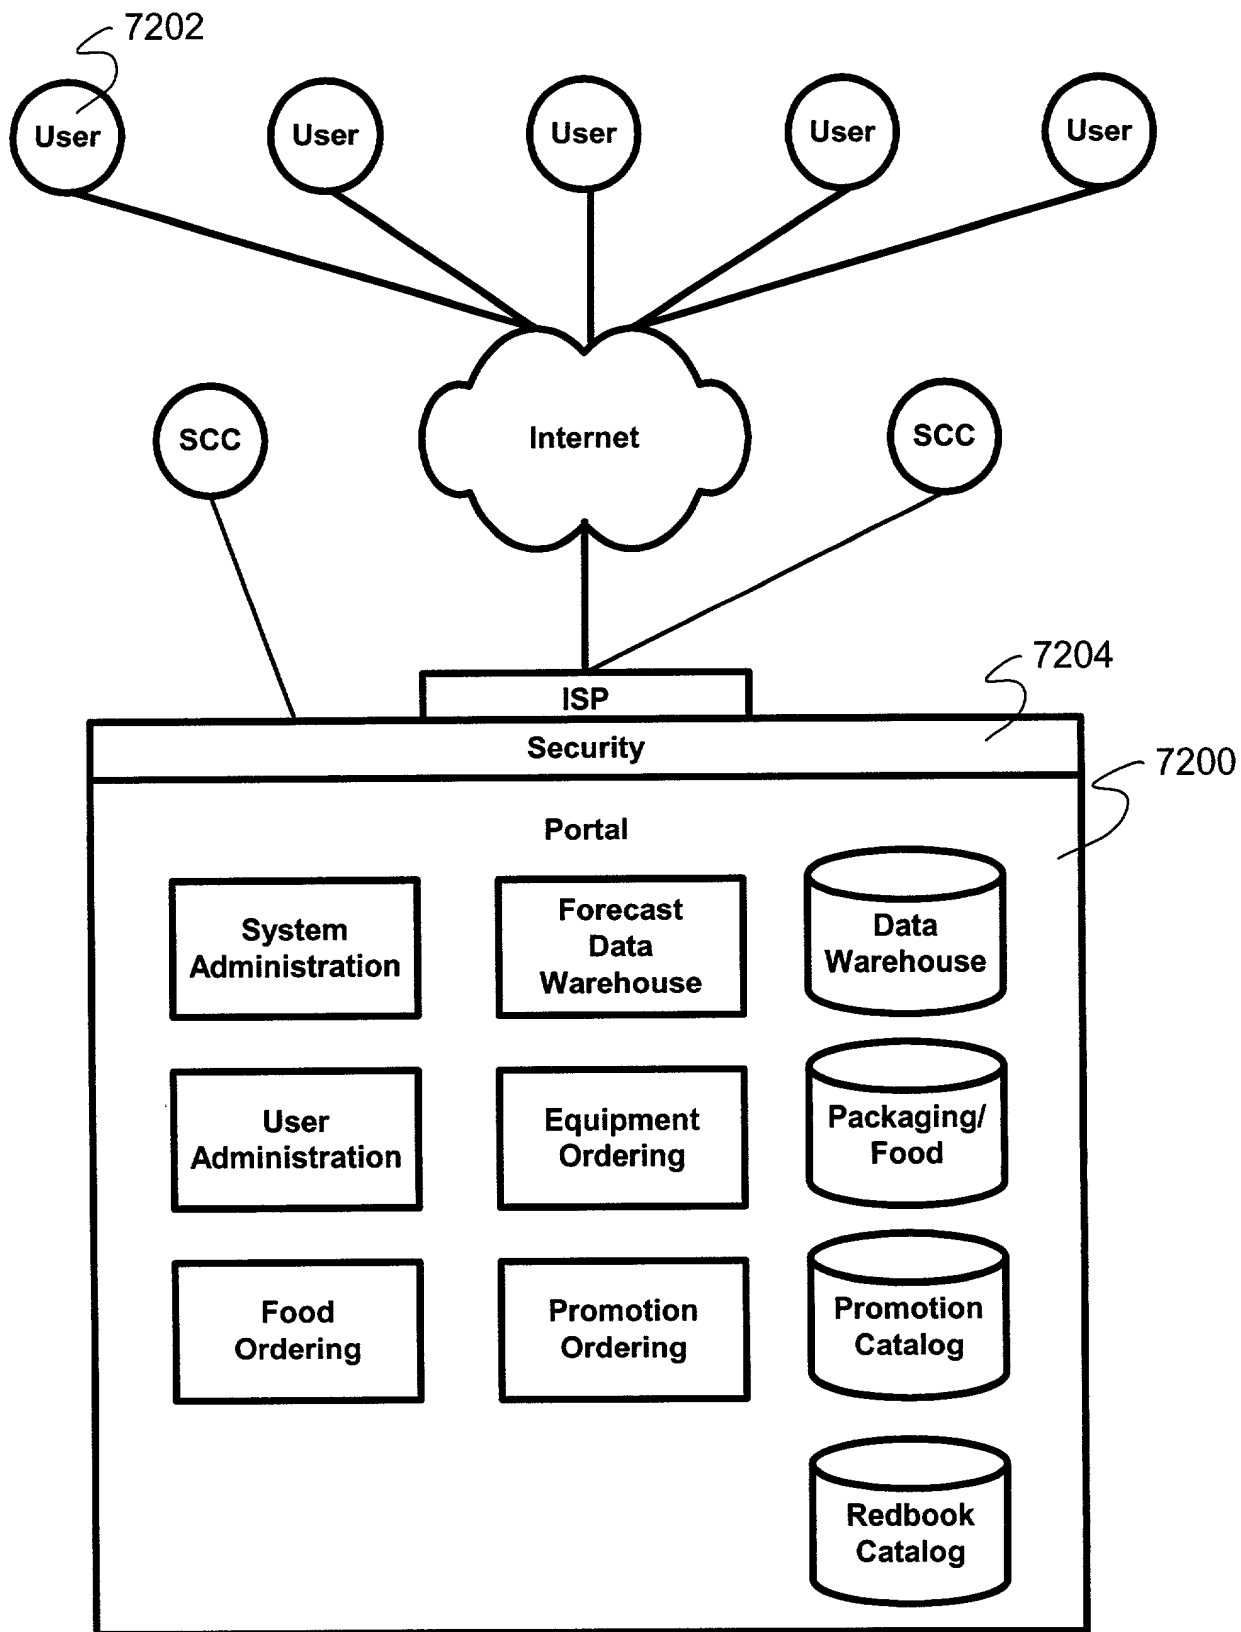 7202
User
User
User
User
User
SCC
Internet
SCC
7204
ISP
Security
7200
Portal
System
Administration
Forecast
Data
Warehouse
Data
Warehouse
User
Administration
Equipment
Ordering
Packaging/
Food
Food
Ordering
Promotion
Ordering
Promotion
Catalog
Redbook
Catalog